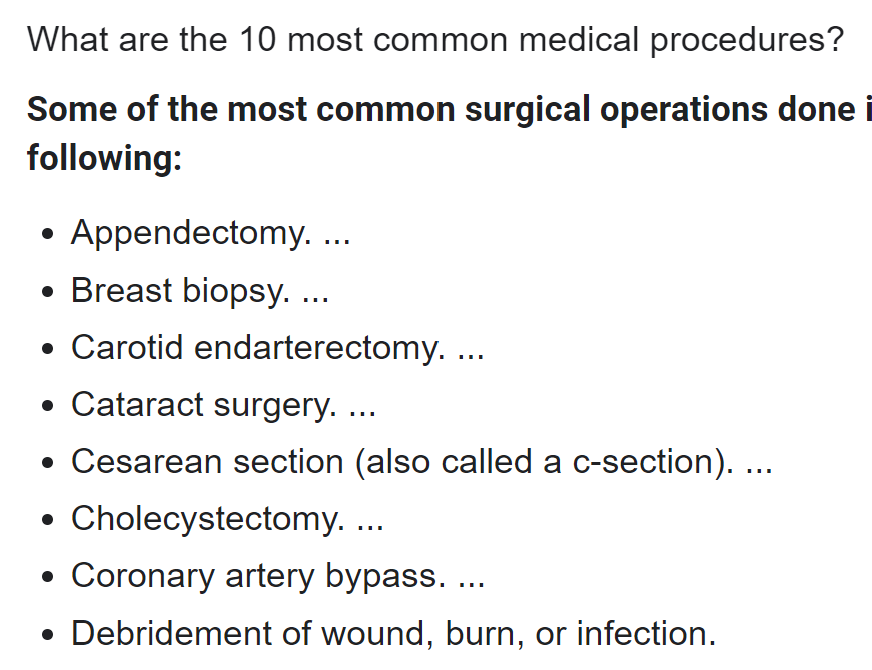 What are the 10 most common medical procedures?
Some of the most common surgical operations done i
following:
• Appendectomy. ...
• Breast biopsy. ...
• Carotid endarterectomy. ...
• Cataract surgery. ...
• Cesarean section (also called a c-section). ...
• Cholecystectomy. ...
• Coronary artery bypass. ...
• Debridement of wound, burn, or infection.